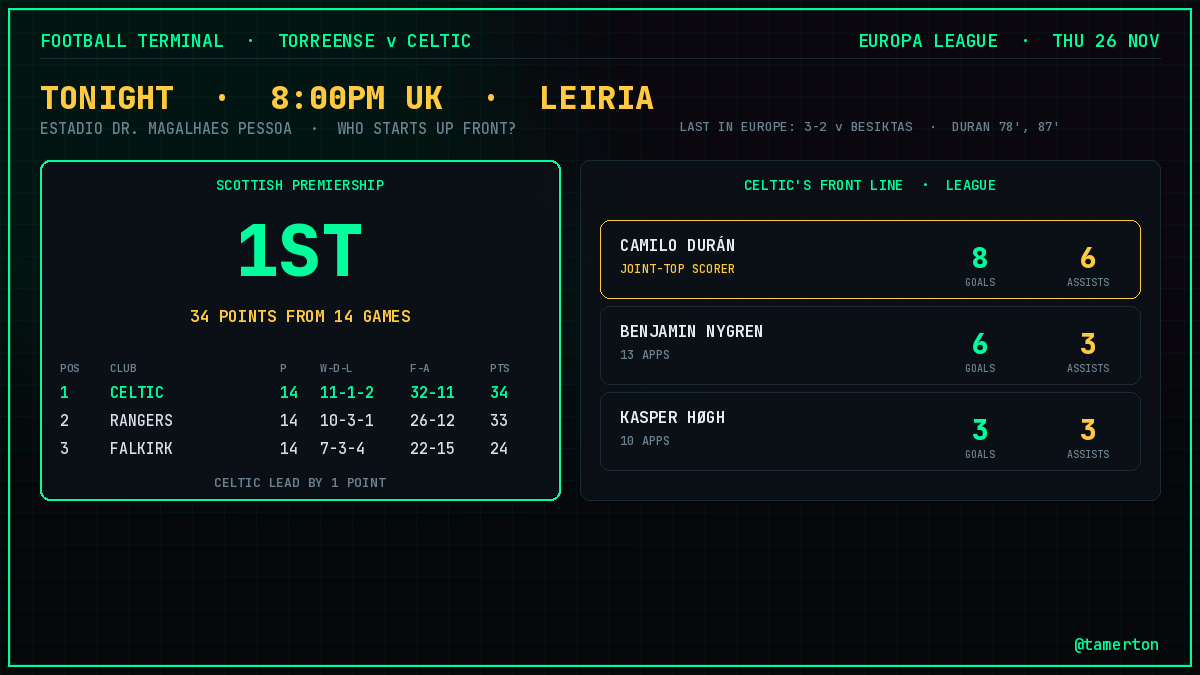 FOOTBALL TERMINAL · TORREENSE v CELTIC
EUROPA LEAGUE · THU 26 NOV
TONIGHT · 8:00PM UK · LEIRIA
ESTADIO DR. MAGALHAES PESSOA · WHO STARTS UP FRONT?
LAST IN EUROPE: 3-2 v BESIKTAS · DURAN 78', 87'
SCOTTISH PREMIERSHIP
1ST
34 POINTS FROM 14 GAMES
POS CLUB P W-D-L F-A PTS
1 CELTIC 14 11-1-2 32-11 34
2 RANGERS 14 10-3-1 26-12 33
3 FALKIRK 14 7-3-4 22-15 24
CELTIC LEAD BY 1 POINT
CELTIC'S FRONT LINE · LEAGUE
CAMILO DURÁN
JOINT-TOP SCORER
8 6
GOALS ASSISTS
BENJAMIN NYGREN
13 APPS
6 3
GOALS ASSISTS
KASPER HØGH
10 APPS
3 3
GOALS ASSISTS
@tamerton